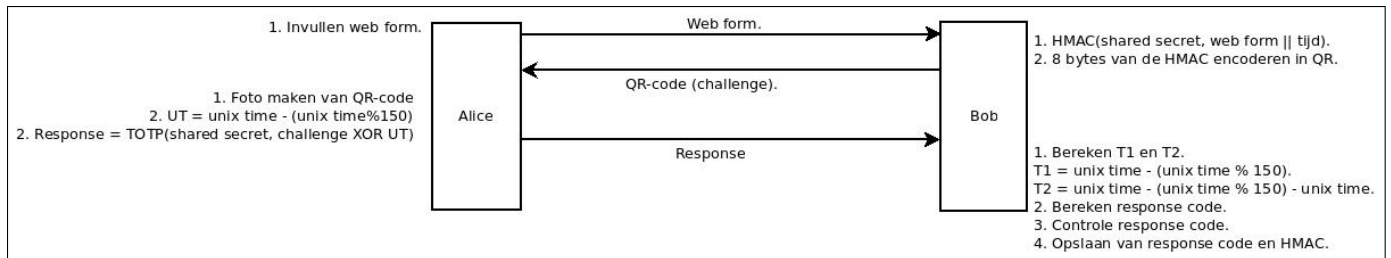 1. Invullen web form.
Web form.
1. HMAC(shared secret, web form || tijd).
2. 8 bytes van de HMAC encoderen in QR.
QR-code (challenge).
1. Foto maken van QR-code
2. UT = unix time - (unix time%150)
2. Response = TOTP(shared secret, challenge XOR UT)
Alice
Bob
Response
1. Bereken T1 en T2.
T1 = unix time - (unix time % 150).
T2 = unix time - (unix time % 150) - unix time.
2. Bereken response code.
3. Controle response code.
4. Opslaan van response code en HMAC.